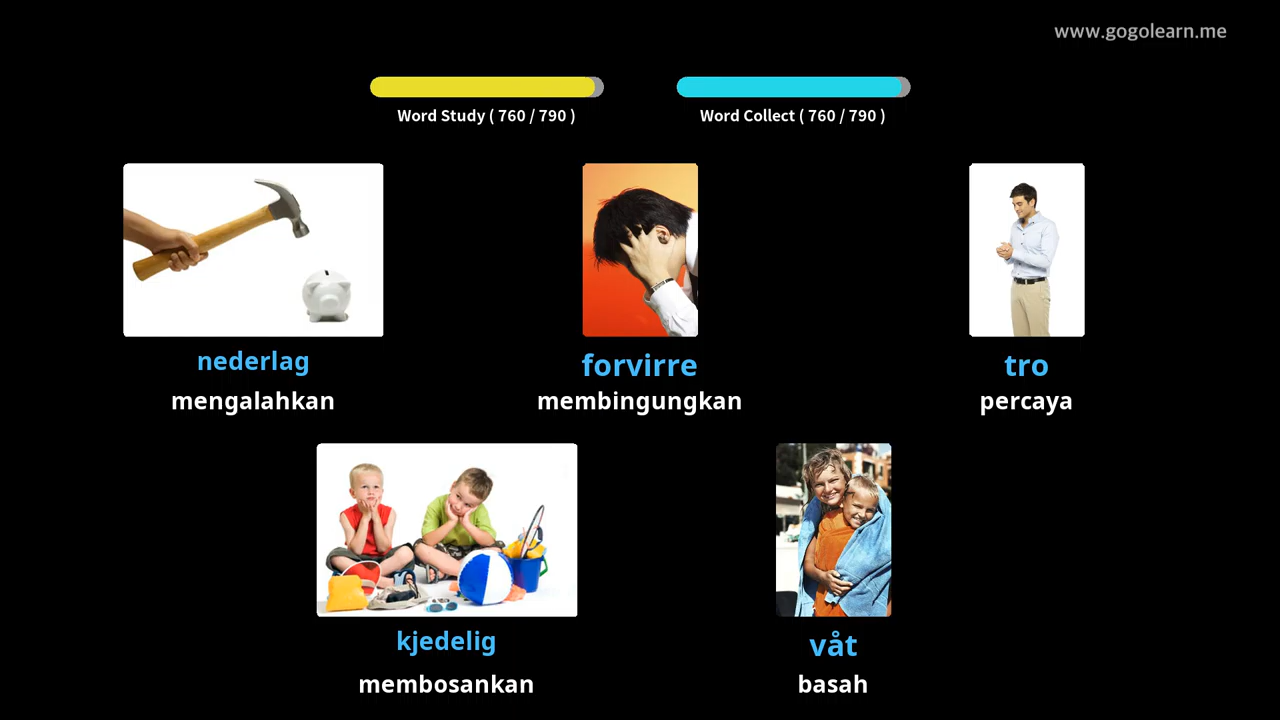 www.gogolearn.me
Word Study ( 760 / 790 )
Word Collect ( 760 / 790 )
nederlag
mengalahkan
forvirre
membingungkan
tro
percaya
kjedelig
membosankan
våt
basah